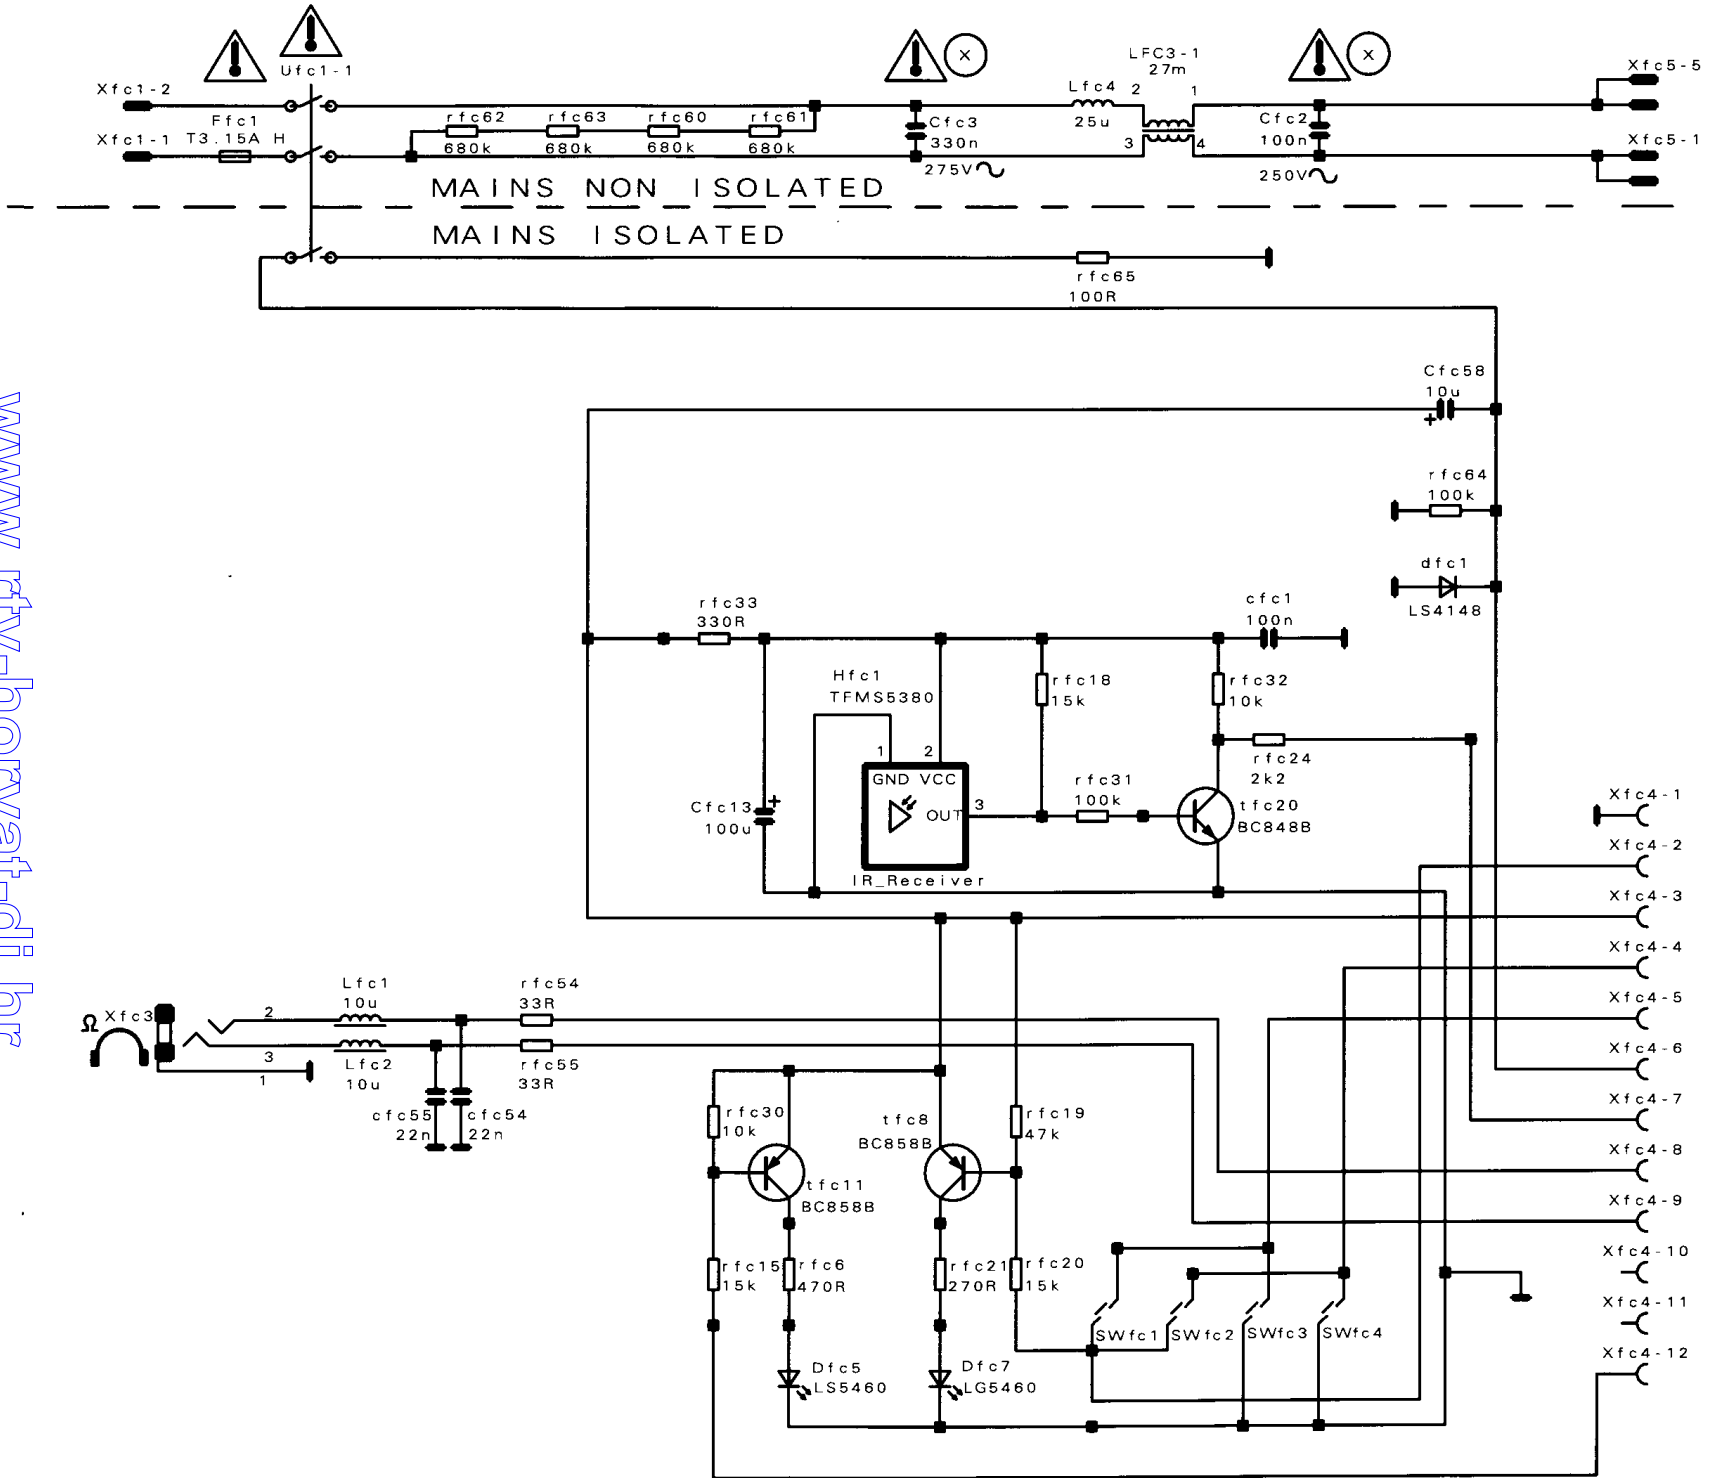 Ufc1-1
X
X
LFC3-1
27m
Xfc5-5
Xfc1-2
Lfc4
2
1
25u
Ffc1
T3.15A H
Xfc1-1
rfc62
rfc63
rfc60
rfc61
680k
680k
680k
680k
Cfc3
330n
275V
3
4
Cfc2
100n
250V
Xfc5-1
MAINS NON ISOLATED
MAINS ISOLATED
rfc65
100R
Cfc58
10u
+
rfc64
100k
dfc1
LS4148
rfc33
330R
cfc1
100n
Hfc1
TFMS5380
rfc18
15k
rfc32
10k
1
2
GND VCC
OUT
3
IR_Receiver
Cfc13
100u
+
rfc31
100k
rfc24
2k2
tfc20
BC848B
Xfc4-1
Xfc4-2
Xfc4-3
Xfc4-4
Xfc4-5
Xfc4-6
Xfc4-7
Xfc4-8
Xfc4-9
Xfc4-10
Xfc4-11
Xfc4-12
Ω
Xfc3
2
3
1
Lfc1
10u
Lfc2
10u
rfc54
33R
rfc55
33R
cfc55
22n
cfc54
22n
rfc30
10k
tfc8
BC858B
rfc19
47k
tfc11
BC858B
rfc15
15k
rfc6
470R
rfc21
270R
rfc20
15k
SWfc1
SWfc2
SWfc3
SWfc4
Dfc5
LS5460
Dfc7
LG5460
www.rtv-horvat-dj.hr